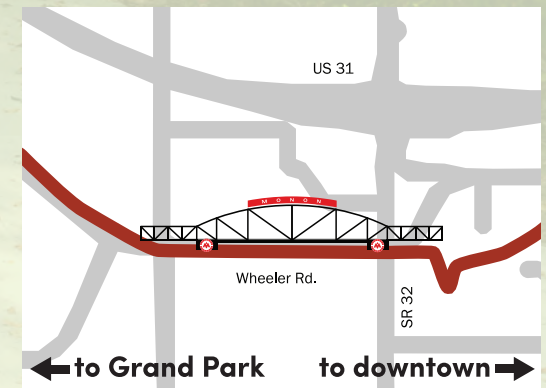 US 31
MONON
Wheeler Rd.
SR 32
to Grand Park
to downtown